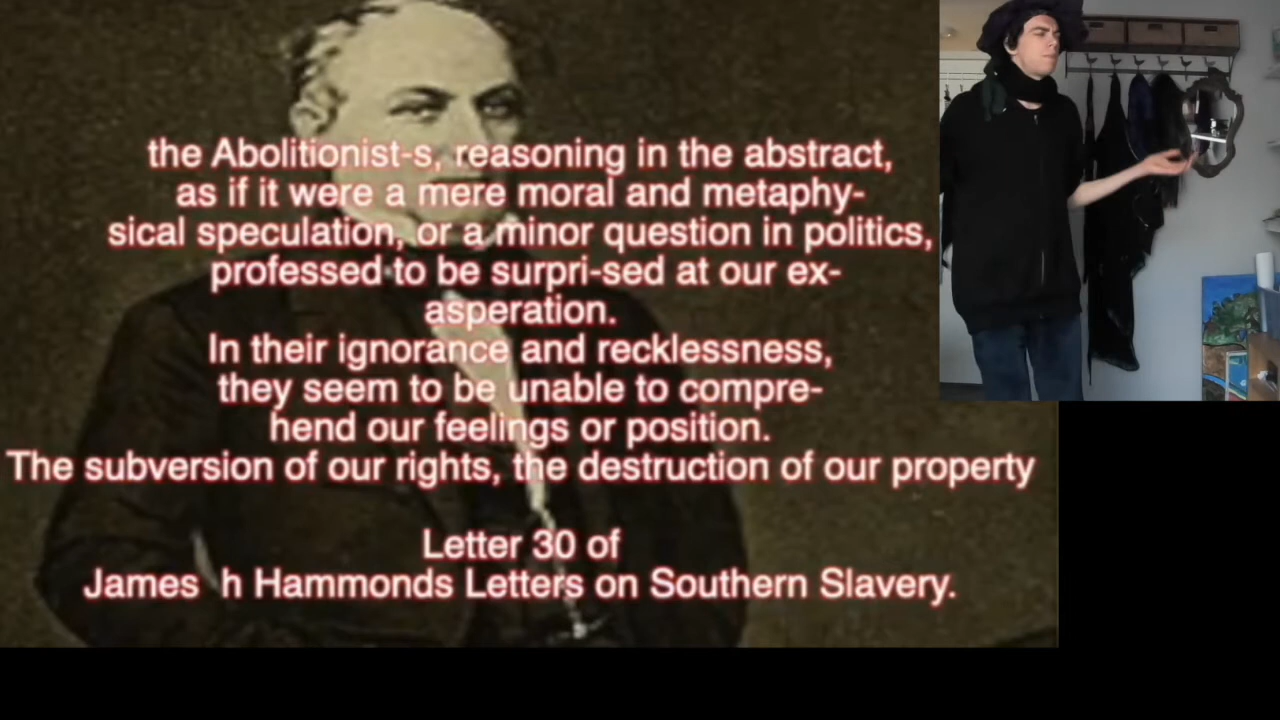 the Abolitionist-s, reasoning in the abstract,
as if it were a mere moral and metaphy-
sical speculation, or a minor question in politics,
professed to be surpri-sed at our ex-
asperation.
In their ignorance and recklessness,
they seem to be unable to compre-
hend our feelings or position.
The subversion of our rights, the destruction of our property
Letter 30 of
James h Hammonds Letters on Southern Slavery.